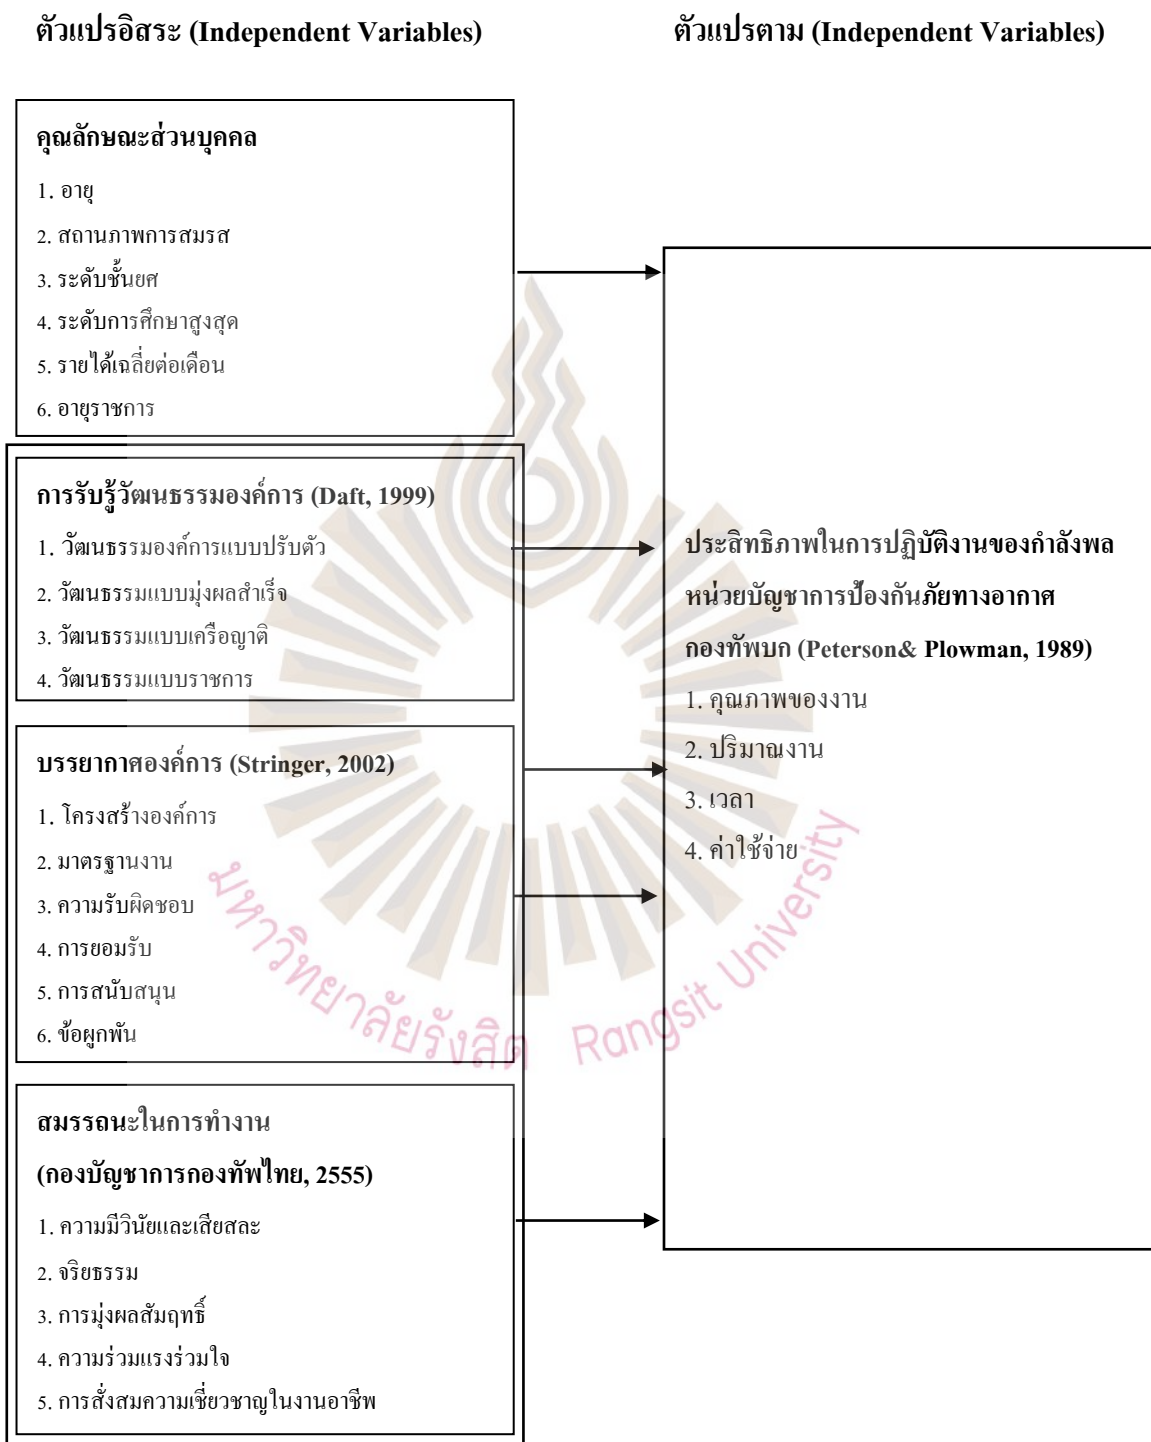 ตัวแปรอิสระ (Independent Variables)
ตัวแปรตาม (Independent Variables)
คุณลักษณะส่วนบุคคล
1. อายุ
2. สถานภาพการสมรส
3. ระดับชั้นยศ
4. ระดับการศึกษาสูงสุด
5. รายได้เฉลี่ยต่อเดือน
6. อายุราชการ
การรับรู้วัฒนธรรมองค์การ (Daft, 1999)
1. วัฒนธรรมองค์การแบบปรับตัว
2. วัฒนธรรมแบบมุ่งผลสำเร็จ
3. วัฒนธรรมแบบเครือญาติ
4. วัฒนธรรมแบบราชการ
บรรยากาศองค์การ (Stringer, 2002)
1. โครงสร้างองค์การ
2. มาตรฐานงาน
3. ความรับผิดชอบ
4. การยอมรับ
5. การสนับสนุน
6. ข้อผูกพัน
สมรรถนะในการทำงาน
(กองบัญชาการกองทัพไทย, 2555)
1. ความมีวินัยและเสียสละ
2. จริยธรรม
3. การมุ่งผลสัมฤทธิ์
4. ความร่วมแรงร่วมใจ
5. การสั่งสมความเชี่ยวชาญในงานอาชีพ
ประสิทธิภาพในการปฏิบัติงานของกำลังพล
หน่วยบัญชาการป้องกันภัยทางอากาศ
กองทัพบก (Peterson& Plowman, 1989)
1. คุณภาพของงาน
2. ปริมาณงาน
3. เวลา
4. ค่าใช้จ่าย
มหาวิทยาลัยรังสิต Rangsit University